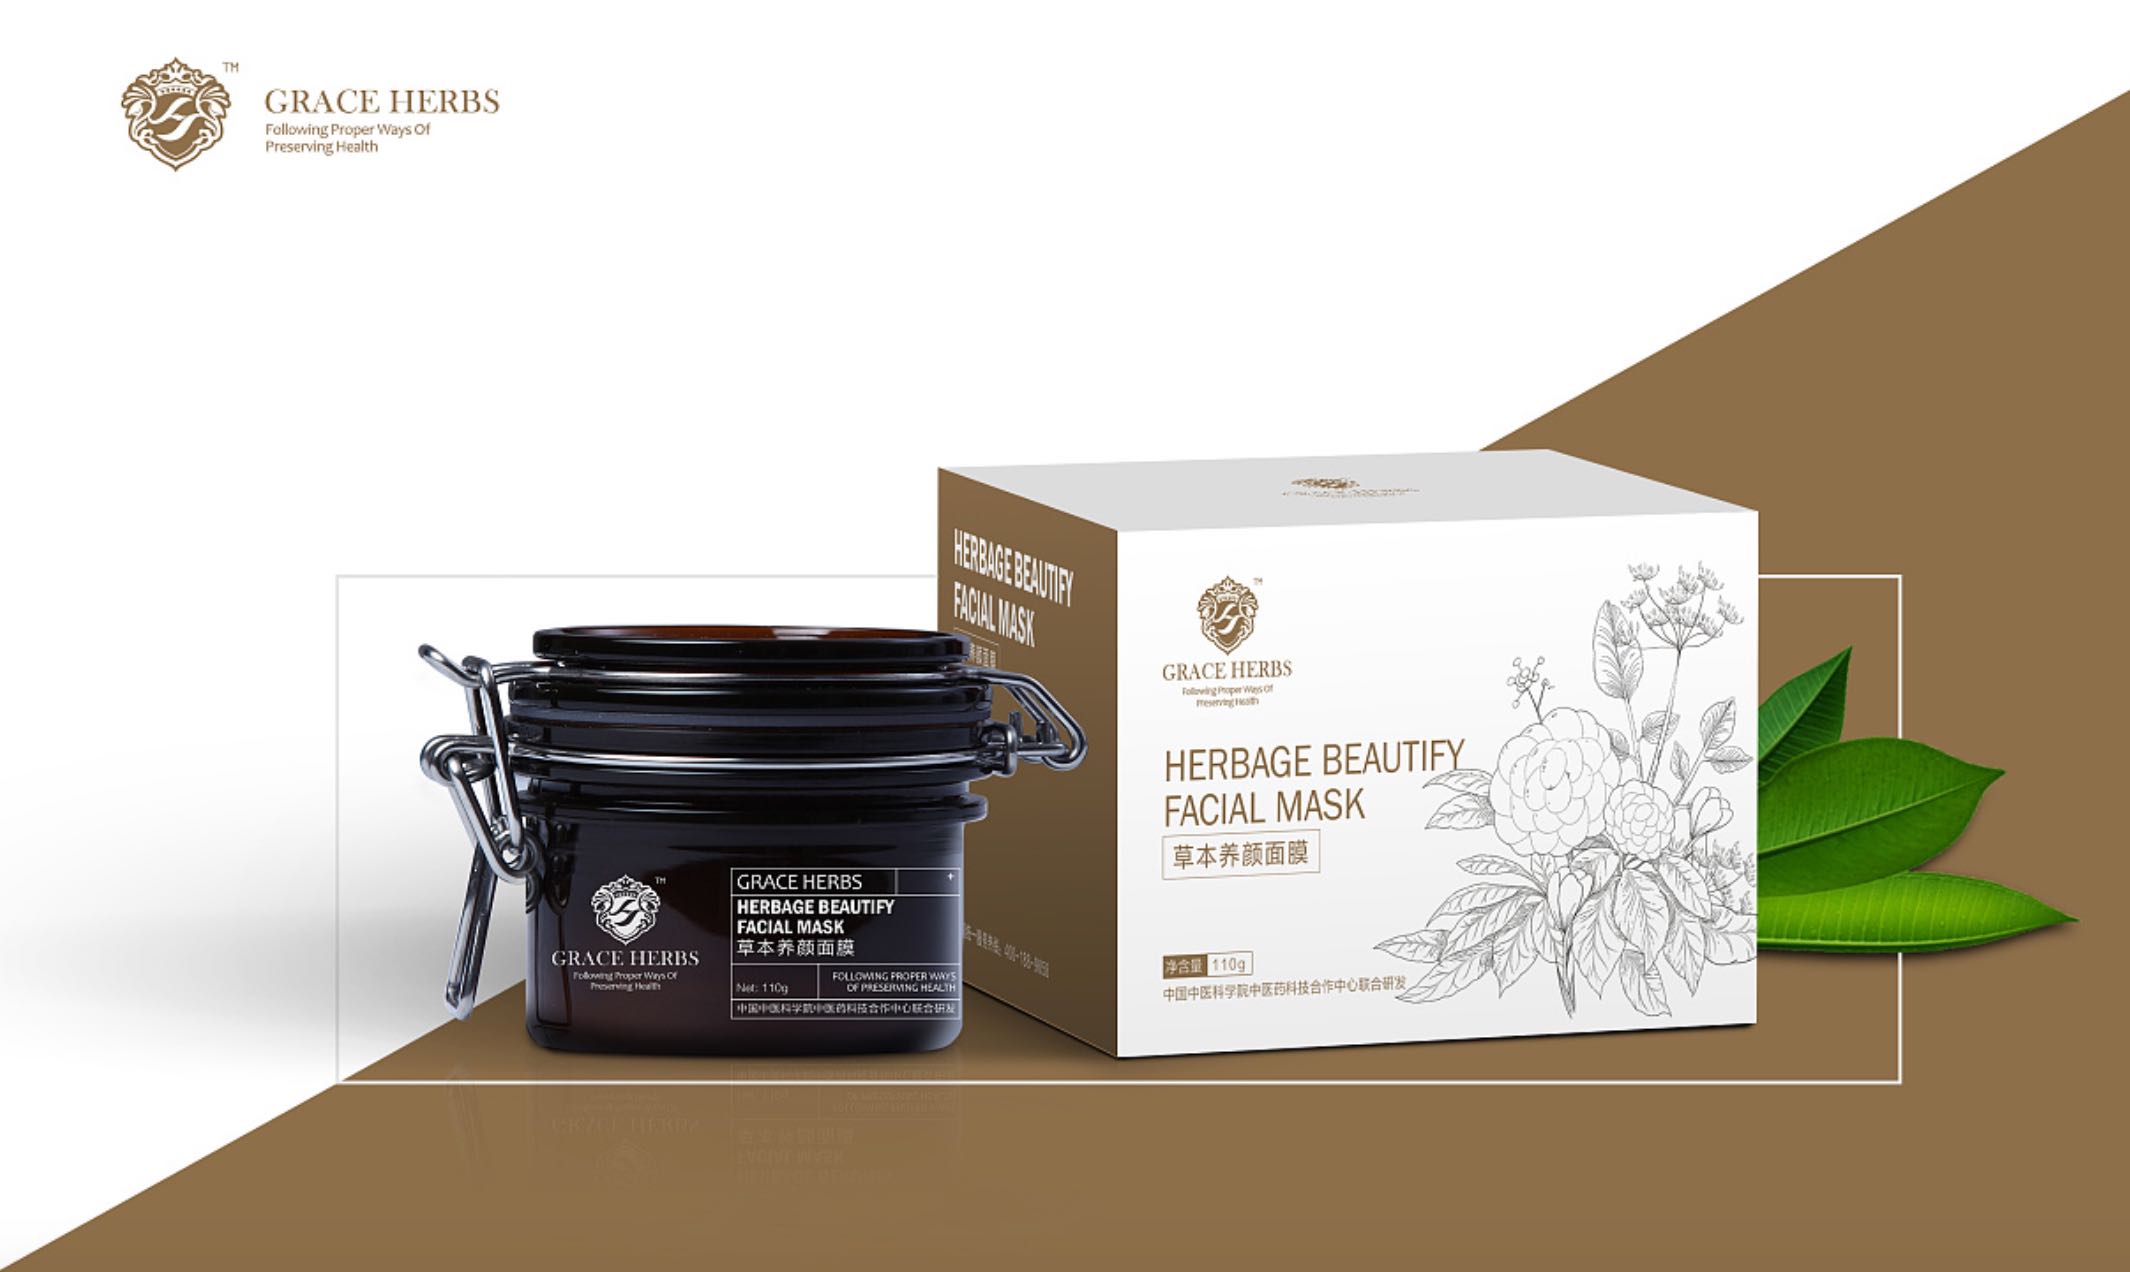 TM
GRACE HERBS
Following Proper Ways Of
Preserving Health
HERBAGE BEAUTIFY
FACIAL MASK
TM
GRACE HERBS
Following Proper Ways Of
Preserving Health
HERBAGE BEAUTIFY
FACIAL MASK
草本养颜面膜
净含量 110g
中国中医科学院中医药科技合作中心联合研发
TM
GRACE HERBS
Following Proper Ways Of
Preserving Health
GRACE HERBS +
HERBAGE BEAUTIFY
FACIAL MASK
草本养颜面膜
Net: 110g
FOLLOWING PROPER WAYS
OF PRESERVING HEALTH
中国中医科学院中医药科技合作中心联合研发